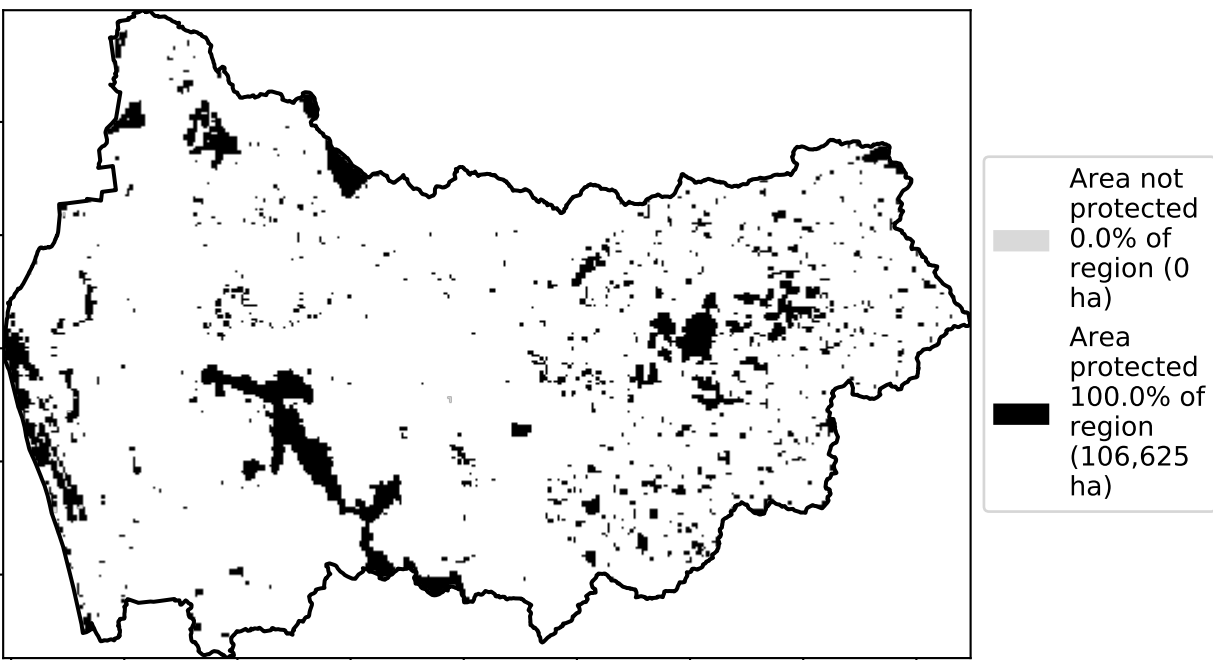 Area not
protected
0.0% of
region (0
ha)
Area
protected
100.0% of
region
(106,625
ha)